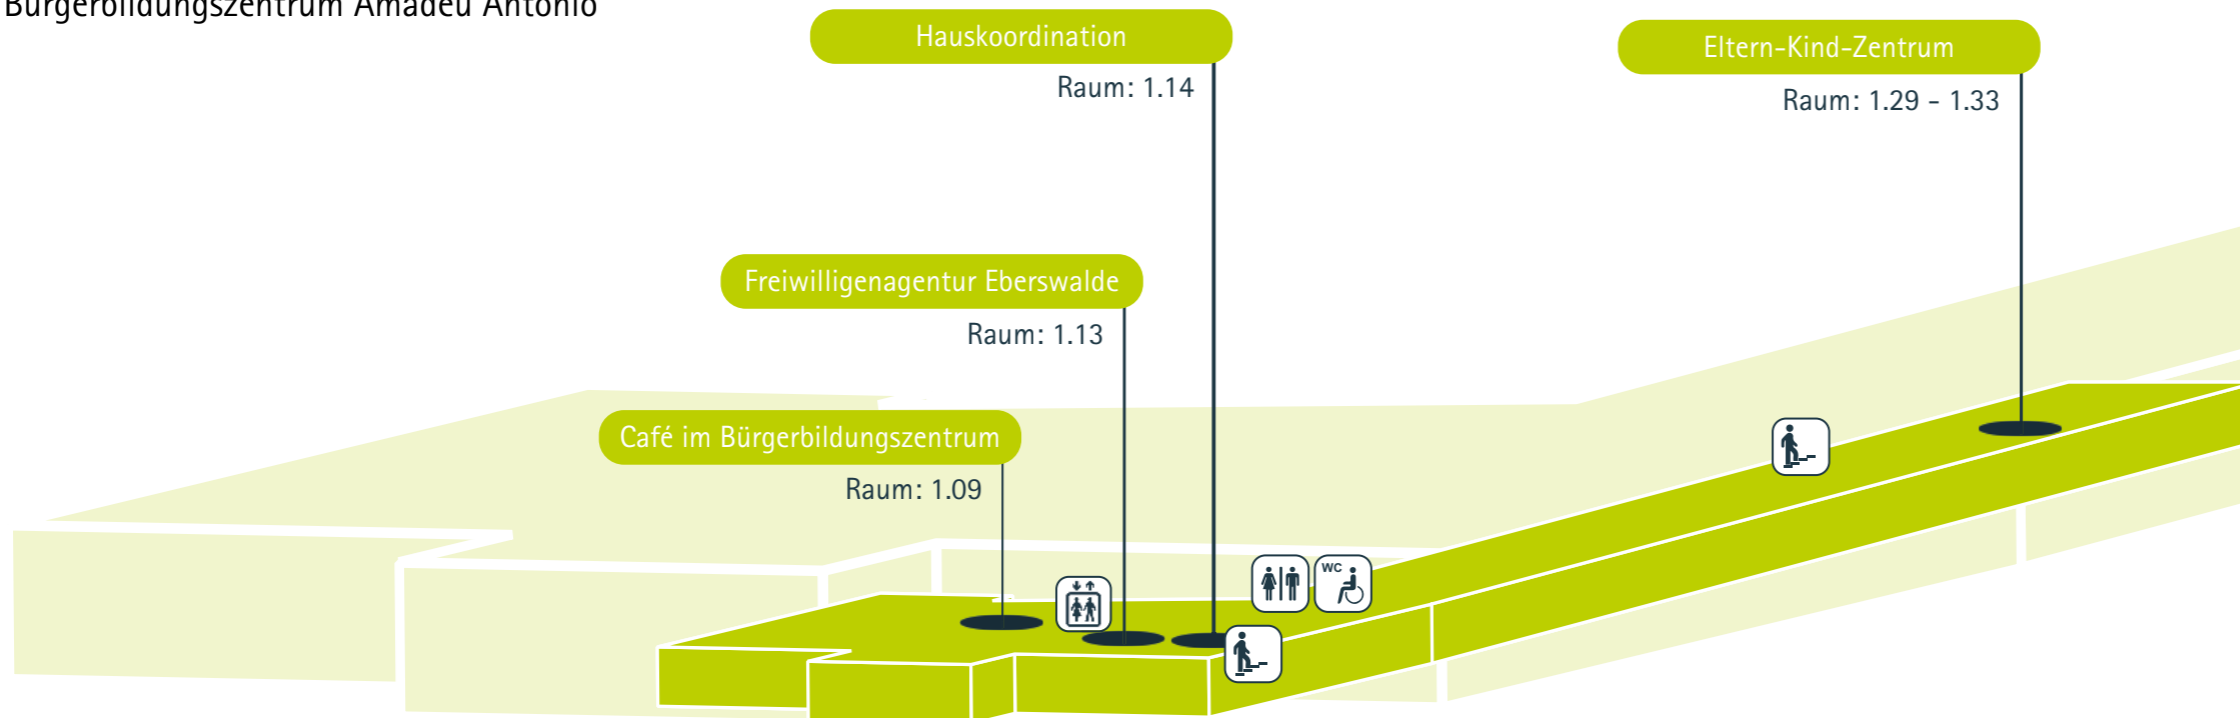 Bürgerbildungszentrum Amadeu Antonio
Hauskoordination
Raum: 1.14
Eltern-Kind-Zentrum
Raum: 1.29 - 1.33
Freiwilligenagentur Eberswalde
Raum: 1.13
Café im Bürgerbildungszentrum
Raum: 1.09
WC